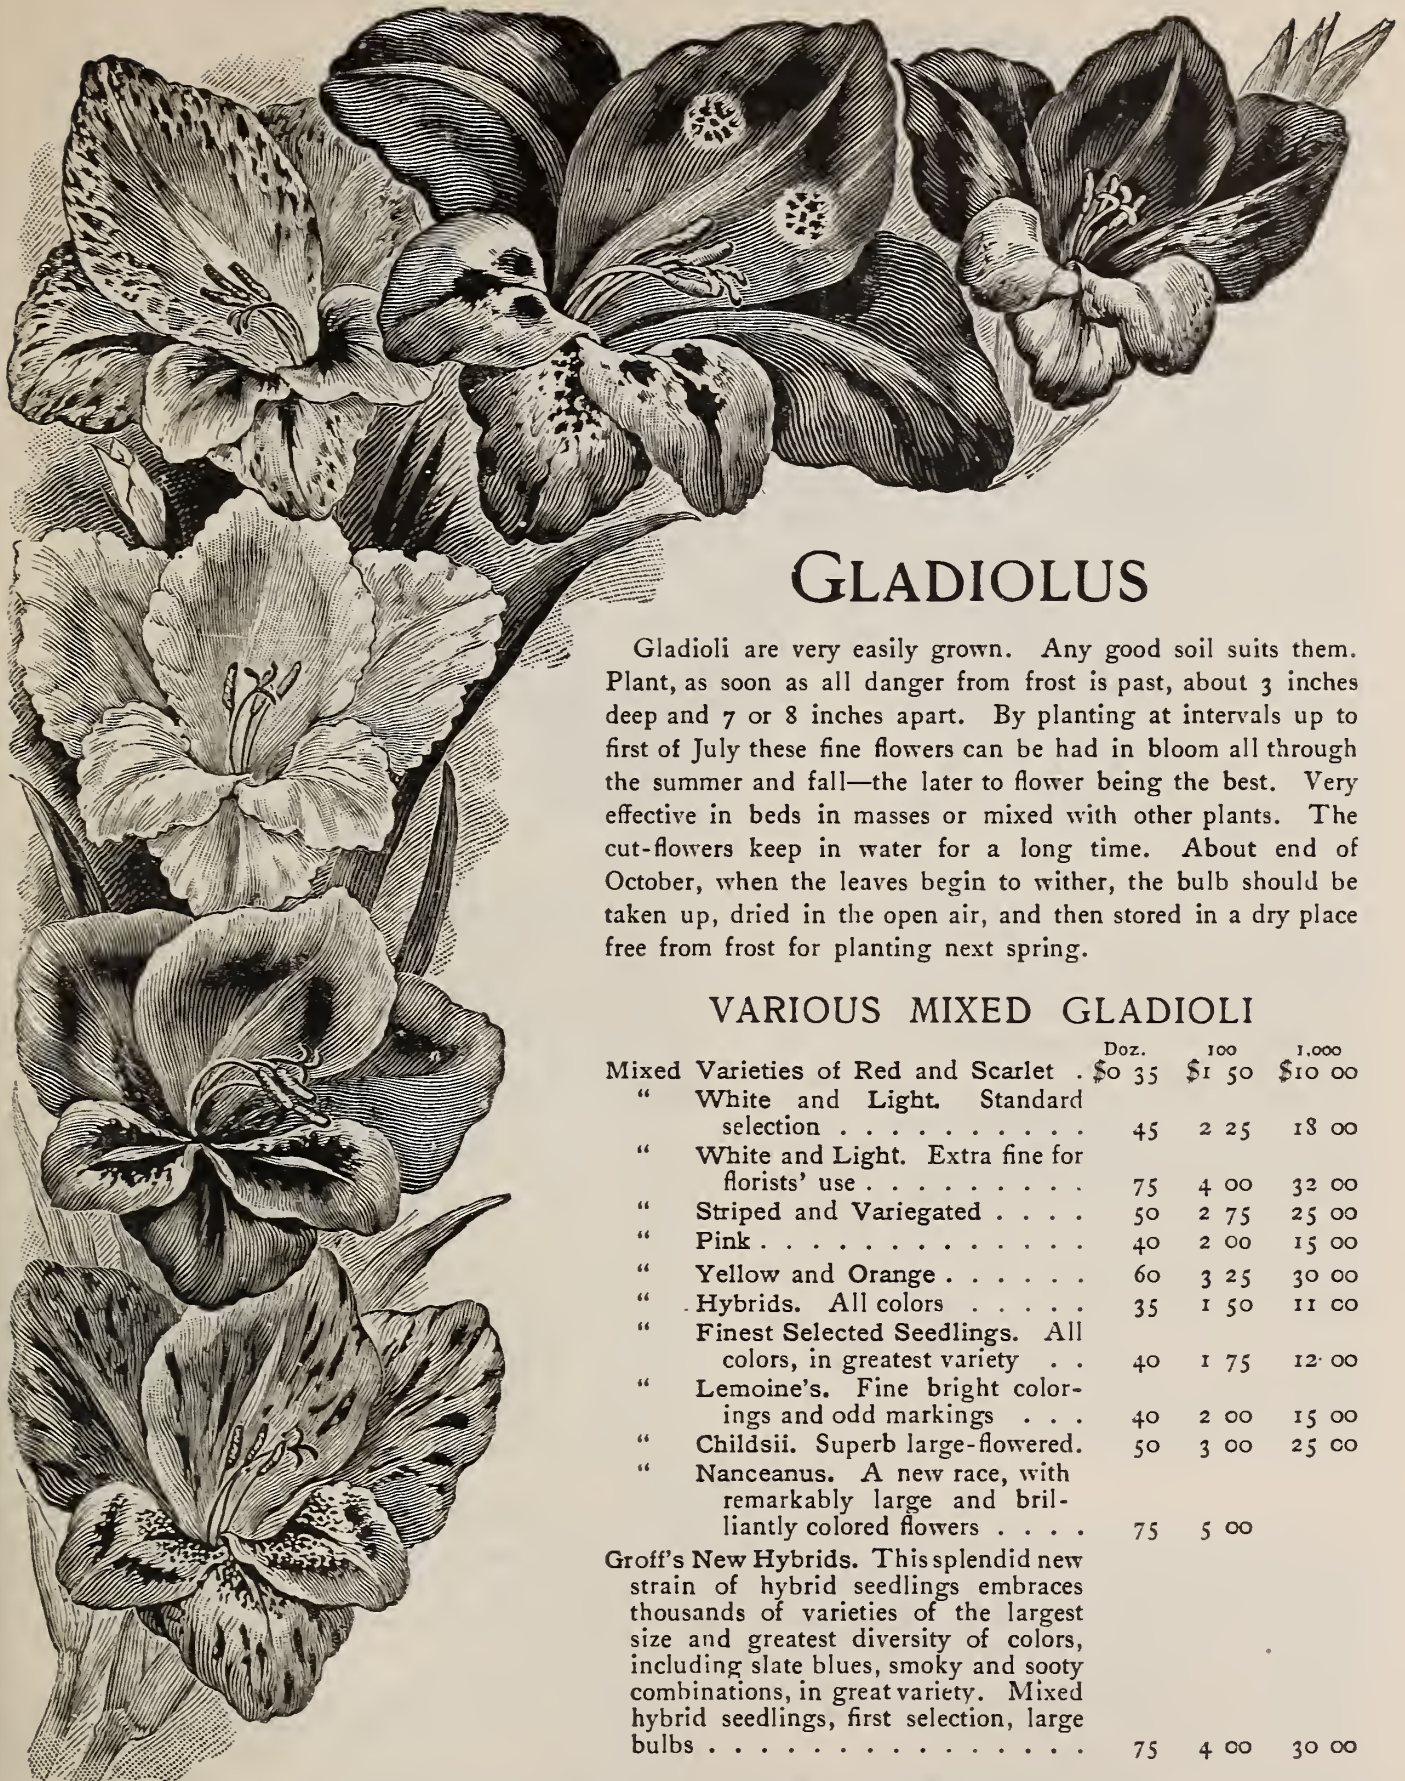 GLADIOLUS
Gladioli are very easily grown. Any good soil suits them.
Plant, as soon as all danger from frost is past, about 3 inches
deep and 7 or 8 inches apart. By planting at intervals up to
first of July these fine flowers can be had in bloom all through
the summer and fall—the later to flower being the best. Very
effective in beds in masses or mixed with other plants. The
cut-flowers keep in water for a long time. About end of
October, when the leaves begin to wither, the bulb should be
taken up, dried in the open air, and then stored in a dry place
free from frost for planting next spring.
VARIOUS MIXED GLADIOLI
Doz. 100 1,000
Mixed Varieties of Red and Scarlet . $0 35 $1 50 $10 00
“ White and Light. Standard
selection . . . . . . . . . . 45 2 25 18 00
“ White and Light. Extra fine for
florists’ use . . . . . . . . . 75 4 00 32 00
“ Striped and Variegated . . . . 50 2 75 25 00
“ Pink . . . . . . . . . . . . . 40 2 00 15 00
“ Yellow and Orange . . . . . . 60 3 25 30 00
“ Hybrids. All colors . . . . . 35 1 50 11 00
“ Finest Selected Seedlings. All
colors, in greatest variety . . 40 1 75 12 00
“ Lemoine’s. Fine bright color-
ings and odd markings . . . 40 2 00 15 00
“ Childsii. Superb large-flowered. 50 3 00 25 00
“ Nanceanus. A new race, with
remarkably large and bril-
liantly colored flowers . . . . 75 5 00
Groff’s New Hybrids. This splendid new
strain of hybrid seedlings embraces
thousands of varieties of the largest
size and greatest diversity of colors,
including slate blues, smoky and sooty
combinations, in great variety. Mixed
hybrid seedlings, first selection, large
bulbs . . . . . . . . . . . . . . . 75 4 00 30 00